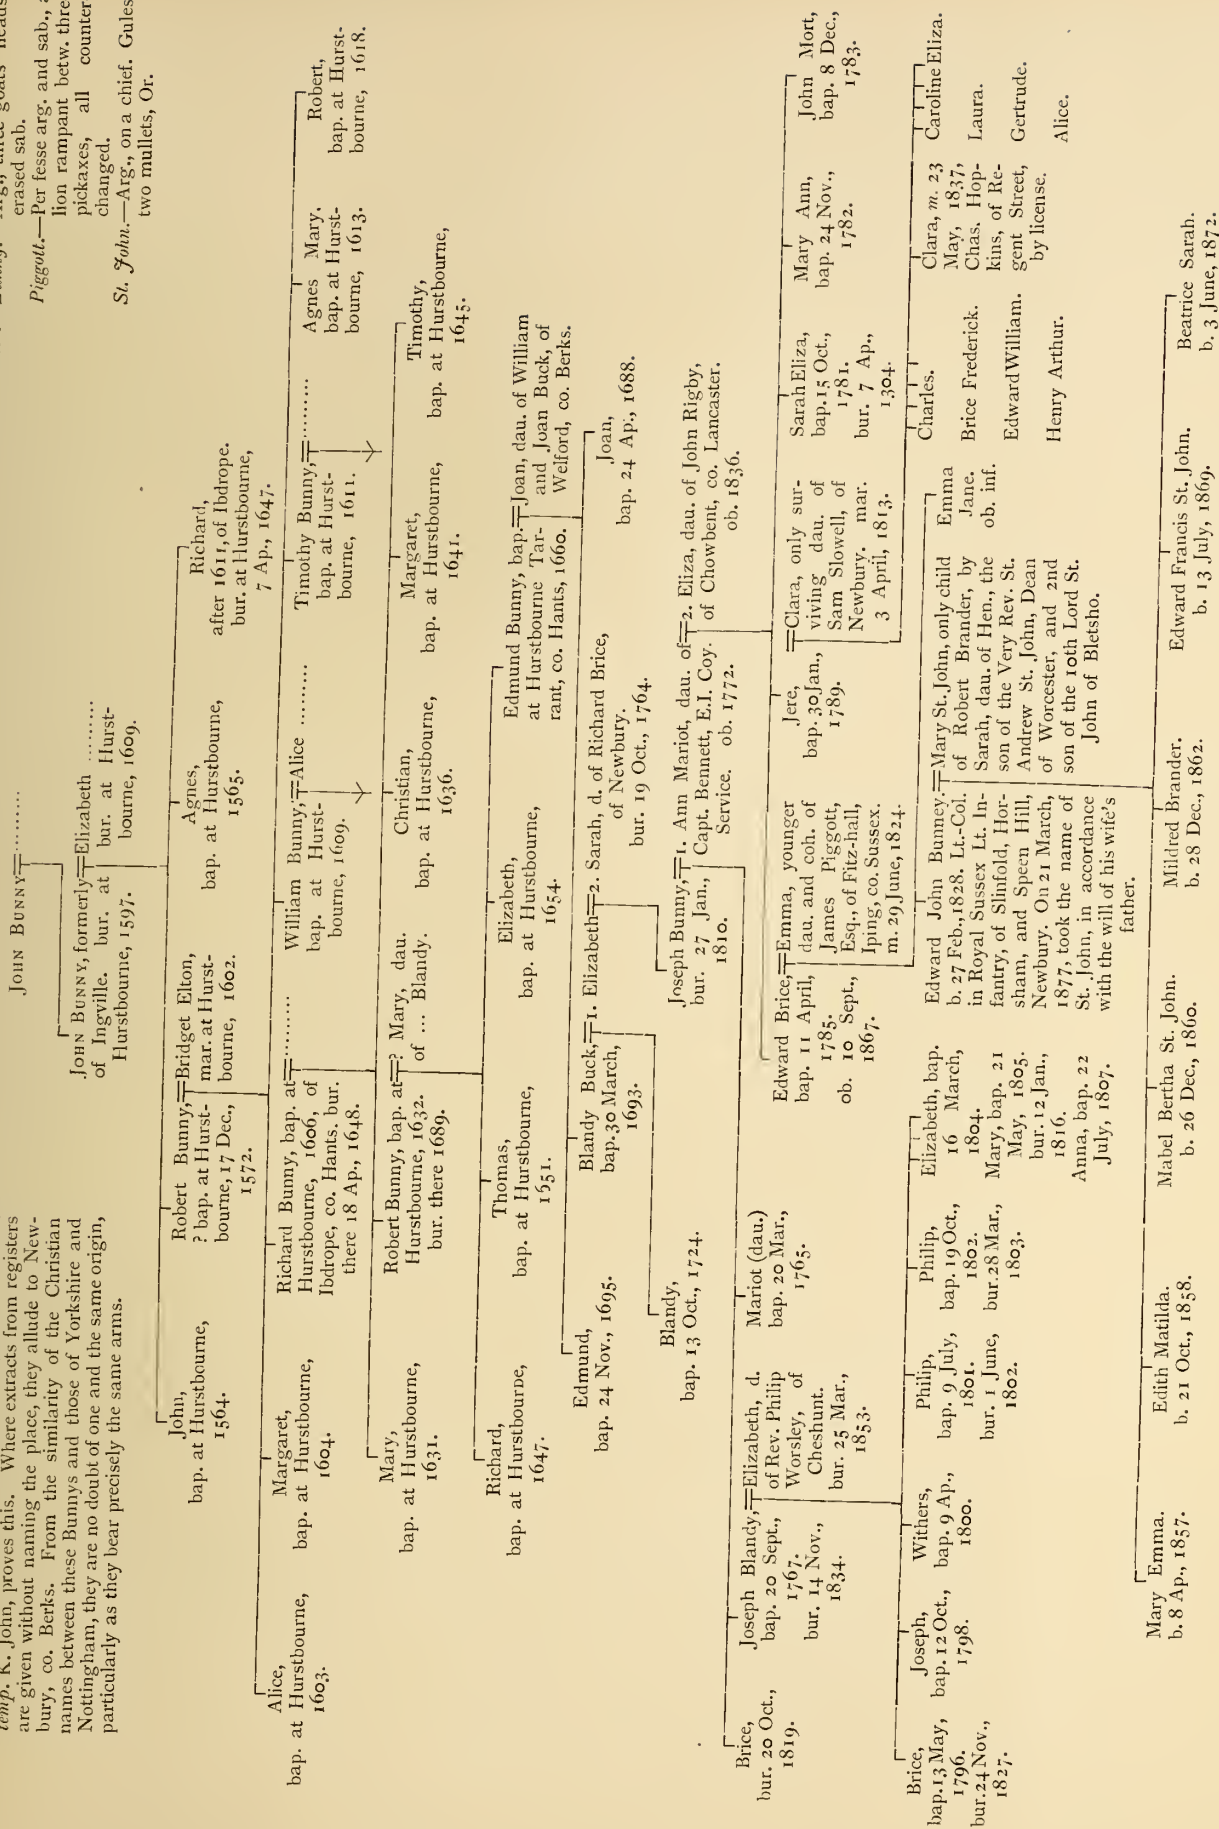 temp. K. John, proves this. Where extracts from registers
are given without naming the place, they allude to New-
bury, co. Berks. From the similarity of the Christian
names between these Bunnys and those of Yorkshire and
Nottingham, they are no doubt of one and the same origin,
particularly as they bear precisely the same arms.
erased sab.
Piggott.—Per fesse arg. and sab., a
lion rampant betw. thre
pickaxes, all counter
changed.
St. John.—Arg., on a chief. Gules
two mullets, Or.
JOHN BUNNY=.........
JOHN BUNNY, formerly=Elizabeth ........
of Ingville. bur. at
Hurstbourne, 1597.
bur. at Hurst-
bourne, 1609.
John,
bap. at Hurstbourne,
1564.
Robert Bunny,=Bridget Elton,
? bap. at Hurst-
bourne, 17 Dec.,
1572.
mar. at Hurst-
bourne, 1602.
Agnes,
bap. at Hurstbourne,
1565.
Richard,
after 1611, of Ibdrope.
bur. at Hurstbourne,
7 Ap., 1647.
Alice,
bap. at Hurstbourne,
1603.
Margaret,
bap. at Hurstbourne,
1604.
Richard Bunny, bap. at=.........
Hurstbourne, 1606, of
Ibdrope, co. Hants. bur.
there 18 Ap., 1648.
William Bunny,=Alice ........
bap. at Hurst-
bourne, 1609.
Timothy Bunny,=.........
bap. at Hurst-
bourne, 1611.
Agnes Mary.
bap. at Hurst-
bourne, 1613.
Robert,
bap. at Hurst-
bourne, 1618.
Mary,
bap. at Hurstbourne,
1631.
Robert Bunny, bap. at=? Mary, dau.
Hurstbourne, 1632.
bur. there 1689.
of ... Blandy.
Christian,
bap. at Hurstbourne,
1636.
Margaret,
bap. at Hurstbourne,
1641.
Timothy,
bap. at Hurstbourne,
1645.
Richard,
bap. at Hurstbourne,
1647.
Thomas,
bap. at Hurstbourne,
1651.
Elizabeth,
bap. at Hurstbourne,
1654.
Edmund Bunny, bap.=Joan, dau. of William
at Hurstbourne Tar-
rant, co. Hants, 1660.
and Joan Buck, of
Welford, co. Berks.
Edmund,
bap. 24 Nov., 1695.
Blandy Buck,=1. Elizabeth=2. Sarah, d. of Richard Brice,
bap. 30 March,
1693.
of Newbury.
bur. 19 Oct., 1764.
Joan,
bap. 24 Ap., 1688.
Blandy,
bap. 13 Oct., 1724.
Joseph Bunny,=1. Ann Mariot, dau. of=2. Eliza, dau. of John Rigby,
bur. 27 Jan.,
1810.
Capt. Bennett, E.I. Coy.
Service. ob. 1772.
of Chowbent, co. Lancaster.
ob. 1836.
Brice,
bur. 20 Oct.,
1819.
Joseph Blandy,=Elizabeth, d.
bap. 20 Sept.,
1767.
bur. 14 Nov.,
1834.
of Rev. Philip
Worsley, of
Cheshunt.
bur. 25 Mar.,
1853.
Mariot (dau.)
bap. 20 Mar.,
1765.
Edward Brice,=Emma, younger
bap. 11 April,
1785.
ob. 10 Sept.,
1867.
dau. and coh. of
James Piggott,
Esq., of Fitz-hall,
Iping, co. Sussex.
m. 29 June, 1824.
Jere,
bap. 30 Jan.,
1789.
=Clara, only sur-
viving dau. of
Sam Slowell, of
Newbury. mar.
3 April, 1813.
Sarah Eliza,
bap. 15 Oct.,
1781.
bur. 7 Ap.,
1304.
Mary Ann,
bap. 24 Nov.,
1782.
John Mort,
bap. 8 Dec.,
1783.
Brice,
bap. 13 May,
1796.
bur. 24 Nov.,
1827.
Joseph,
bap. 12 Oct.,
1798.
Withers,
bap. 9 Ap.,
1800.
Philip,
bap. 9 July,
1801.
bur. 1 June,
1802.
Philip,
bap. 19 Oct.,
1802.
bur. 28 Mar.,
1803.
Elizabeth, bap.
16 March,
1804.
Mary, bap. 21
May, 1805.
bur. 12 Jan.,
1816.
Anna, bap. 22
July, 1807.
Edward John Bunney.=Mary St. John, only child
b. 27 Feb., 1828. Lt.-Col.
in Royal Sussex Lt. In-
fantry, of Slinfold, Hor-
sham, and Speen Hill,
Newbury. On 21 March,
1877, took the name of
St. John, in accordance
with the will of his wife's
father.
of Robert Brander, by
Sarah, dau. of Hen., the
son of the Very Rev. St.
Andrew St. John, Dean
of Worcester, and 2nd
son of the 10th Lord St.
John of Bletsho.
Emma
Jane.
ob. inf.
Charles.
Brice Frederick.
Edward William.
Henry Arthur.
Clara, m. 23
May, 1837,
Chas. Hop-
kins, of Re-
gent Street,
by license.
Caroline Eliza.
Laura.
Gertrude.
Alice.
Mary Emma.
b. 8 Ap., 1857.
Edith Matilda.
b. 21 Oct., 1858.
Mabel Bertha St. John.
b. 26 Dec., 1860.
Mildred Brander.
b. 28 Dec., 1862.
Edward Francis St. John.
b. 13 July, 1869.
Beatrice Sarah.
b. 3 June, 1872.